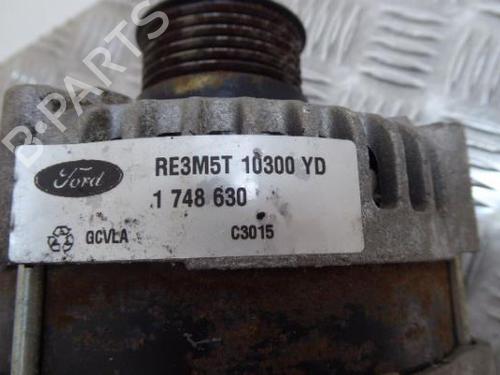 B-PARTS
Ford
RE3M5T 10300 YD
1 748 630
GCVLA
C3015